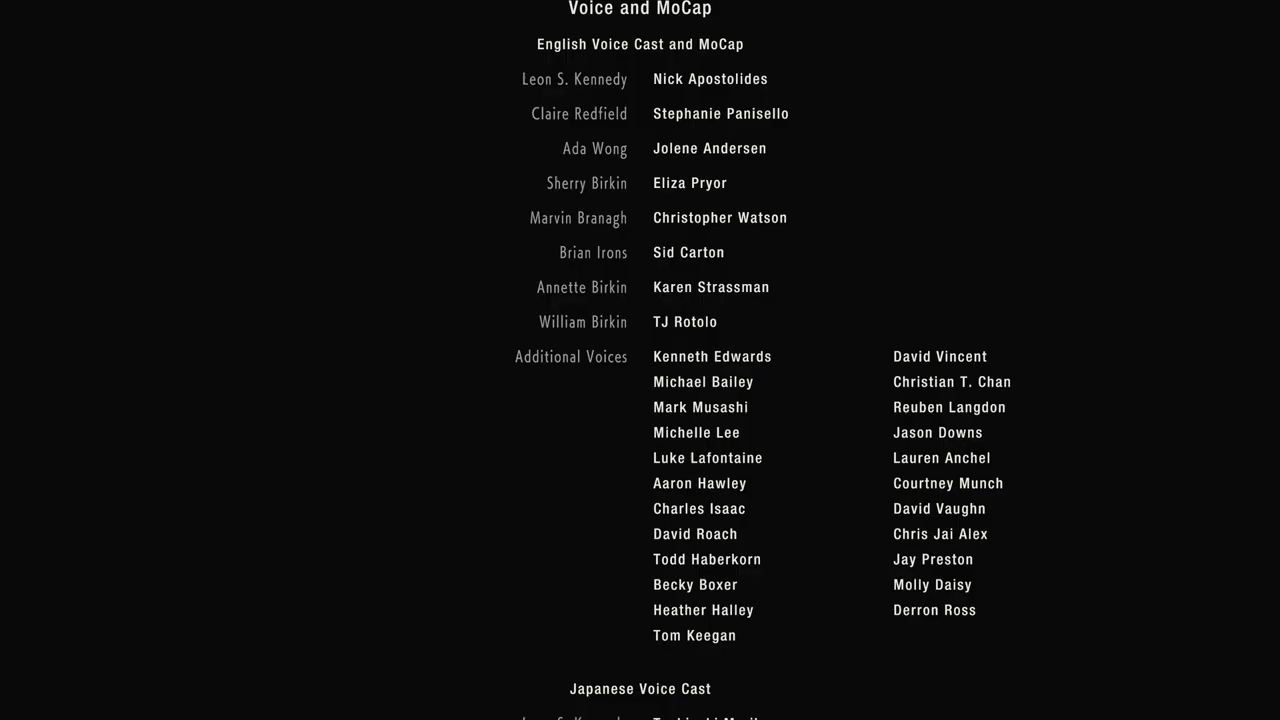 Voice and MoCap
English Voice Cast and MoCap
Leon S. Kennedy Nick Apostolides
Claire Redfield Stephanie Panisello
Ada Wong Jolene Andersen
Sherry Birkin Eliza Pryor
Marvin Branagh Christopher Watson
Brian Irons Sid Carton
Annette Birkin Karen Strassman
William Birkin TJ Rotolo
Additional Voices Kenneth Edwards David Vincent
Michael Bailey Christian T. Chan
Mark Musashi Reuben Langdon
Michelle Lee Jason Downs
Luke Lafontaine Lauren Anchel
Aaron Hawley Courtney Munch
Charles Isaac David Vaughn
David Roach Chris Jai Alex
Todd Haberkorn Jay Preston
Becky Boxer Molly Daisy
Heather Halley Derron Ross
Tom Keegan
Japanese Voice Cast